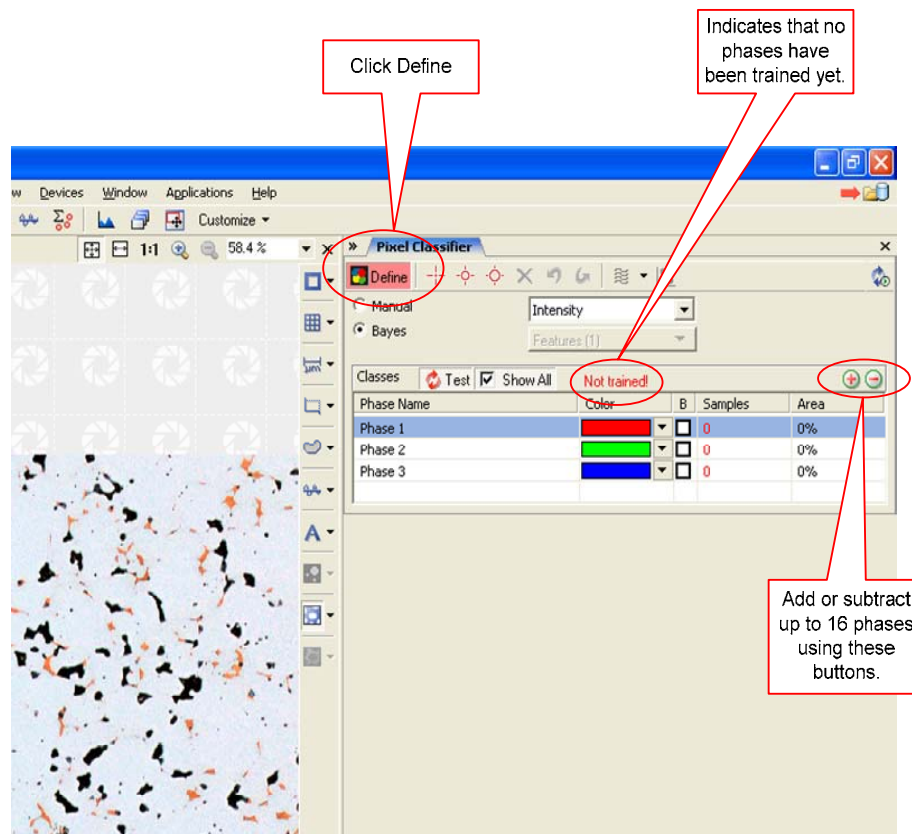 Indicates that no
phases have
been trained yet.
Click Define
w Devices Window Applications Help
Customize
1:1 58.4 %
Pixel Classifier
Define
Manual
Intensity
Bayes
Features (1)
Classes Test Show All Not trained!
Phase Name Color B Samples Area
Phase 1 0 0%
Phase 2 0 0%
Phase 3 0 0%
µm
A
Add or subtract
up to 16 phases
using these
buttons.